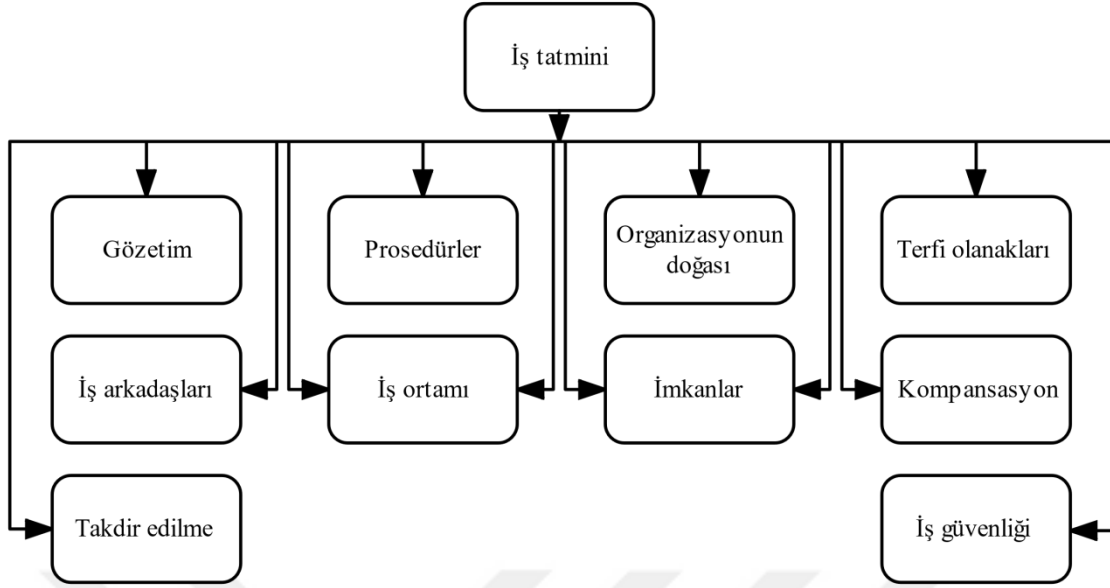 İş tatmini
Gözetim
Prosedürler
Organizasyonun
doğası
Terfi olanakları
İş arkadaşları
İş ortamı
İmkanlar
Kompansasyon
Takdir edilme
İş güvenliği